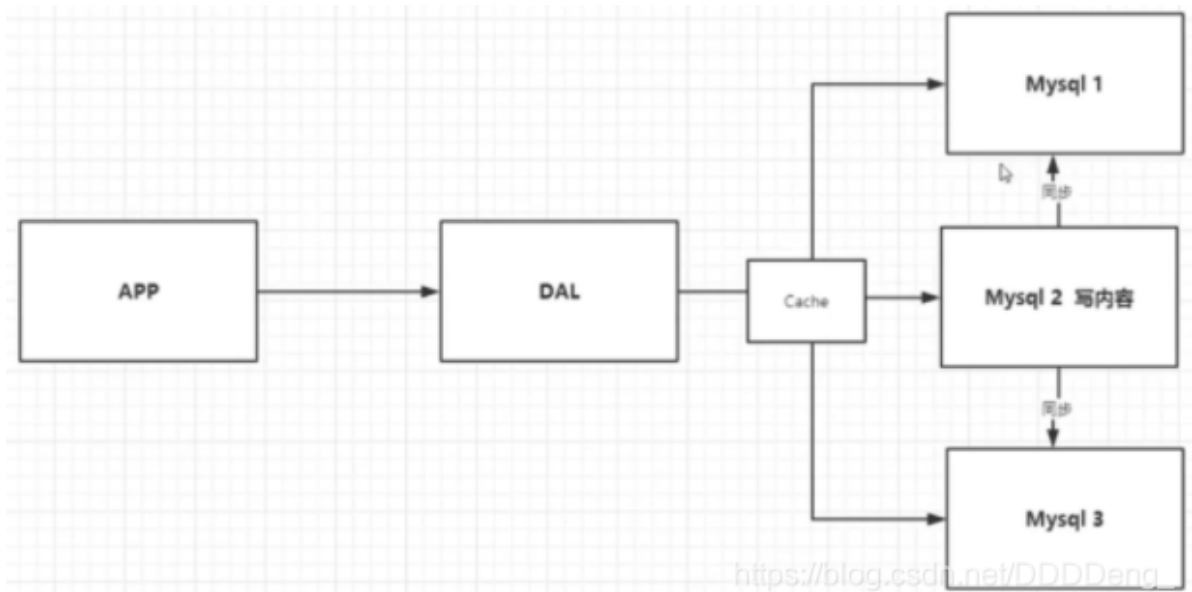 Mysql 1
同步
APP
DAL
Cache
Mysql 2 写内容
同步
Mysql 3
https://blog.csdn.net/DDDDeng_